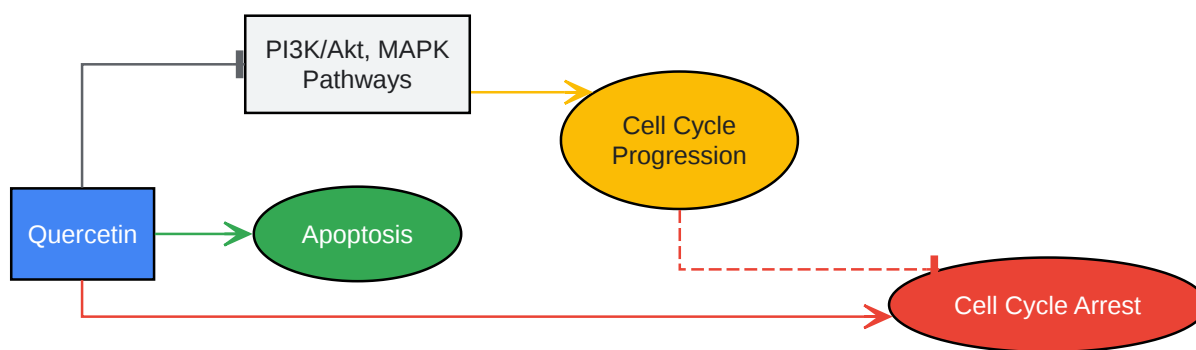 PI3K/Akt, MAPK
Pathways
Cell Cycle
Progression
Quercetin
Apoptosis
Cell Cycle Arrest